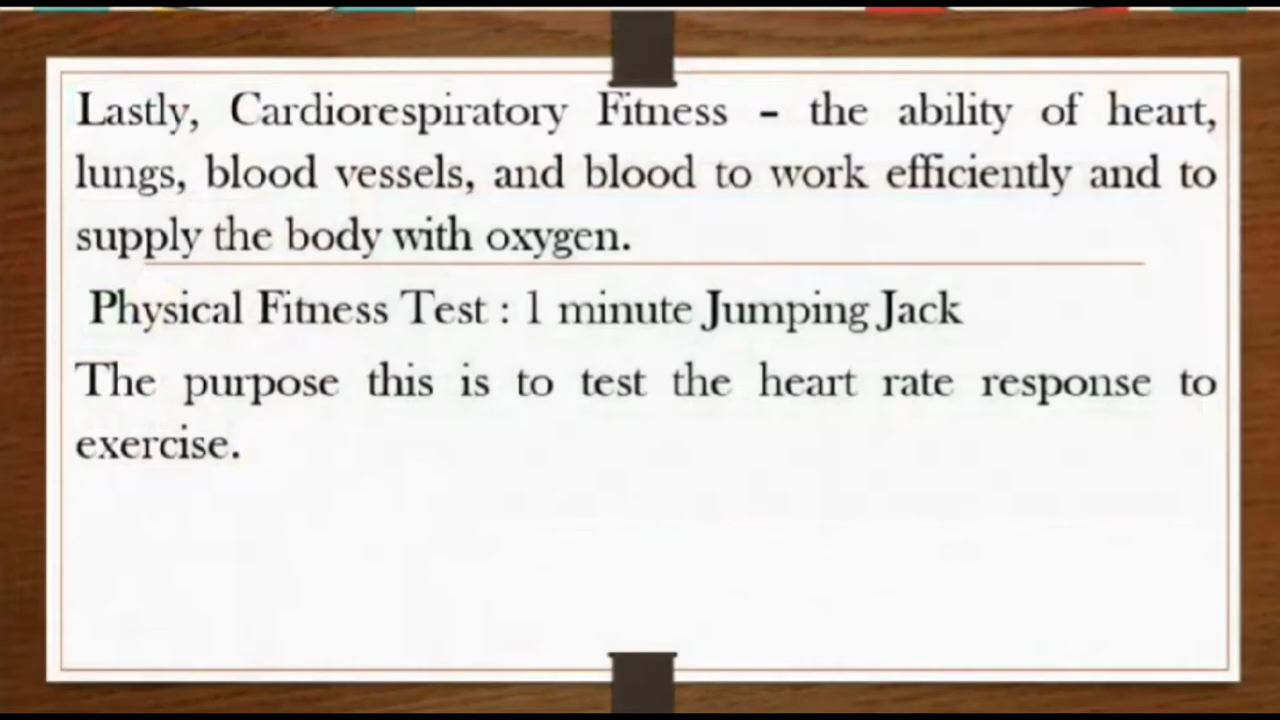 Lastly, Cardiorespiratory Fitness – the ability of heart,
lungs, blood vessels, and blood to work efficiently and to
supply the body with oxygen.
Physical Fitness Test : 1 minute Jumping Jack
The purpose this is to test the heart rate response to
exercise.